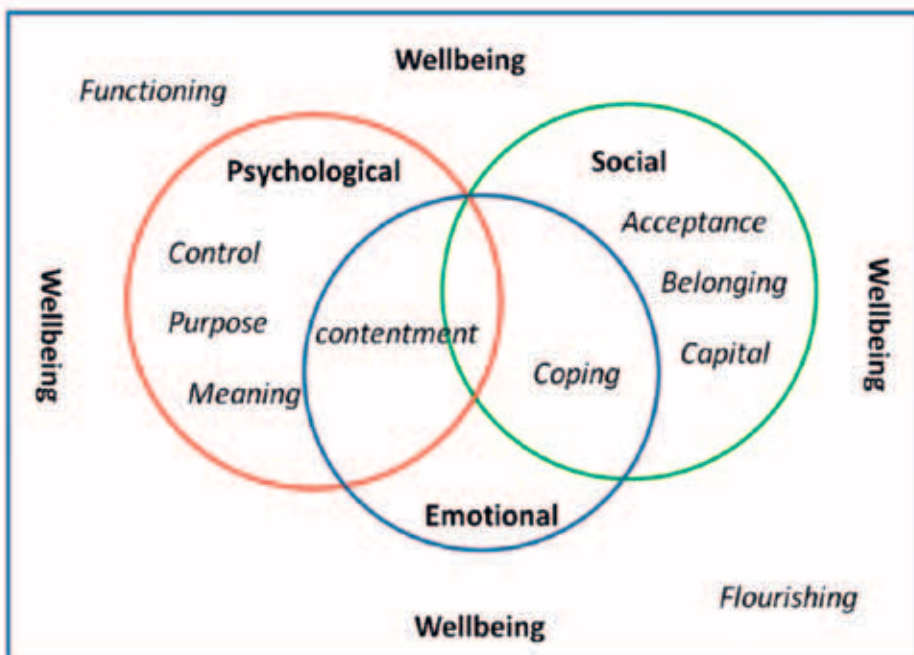 Wellbeing
Functioning
Psychological
Social
Acceptance
Control
Belonging
Wellbeing
Wellbeing
Purpose
contentment
Capital
Coping
Meaning
Emotional
Flourishing
Wellbeing